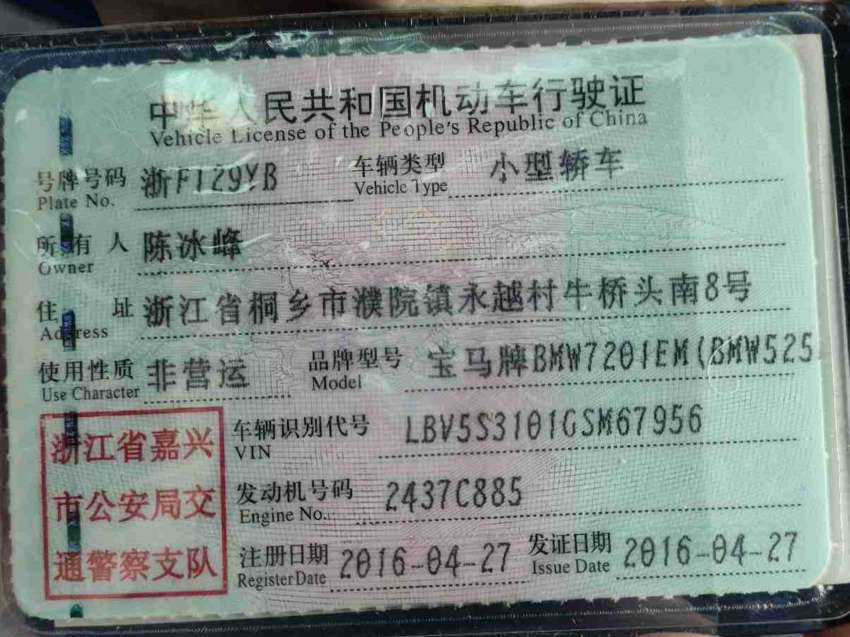 中华人民共和国机动车行驶证
Vehicle License of the People's Republic of China
号牌号码 浙F129YB 车辆类型 小型轿车
Plate No. Vehicle Type
所有人 陈冰峰
Owner
住址 浙江省桐乡市濮院镇永越村牛桥头南8号
Address
使用性质 非营运 品牌型号 宝马牌BMW7201EM(BMW525
Use Character Model
浙江省嘉兴
市公安局交
通警察支队
车辆识别代号 LBV5S3101GSM67956
VIN
发动机号码 2437C885
Engine No.
注册日期 2016-04-27 发证日期 2016-04-27
Register Date Issue Date